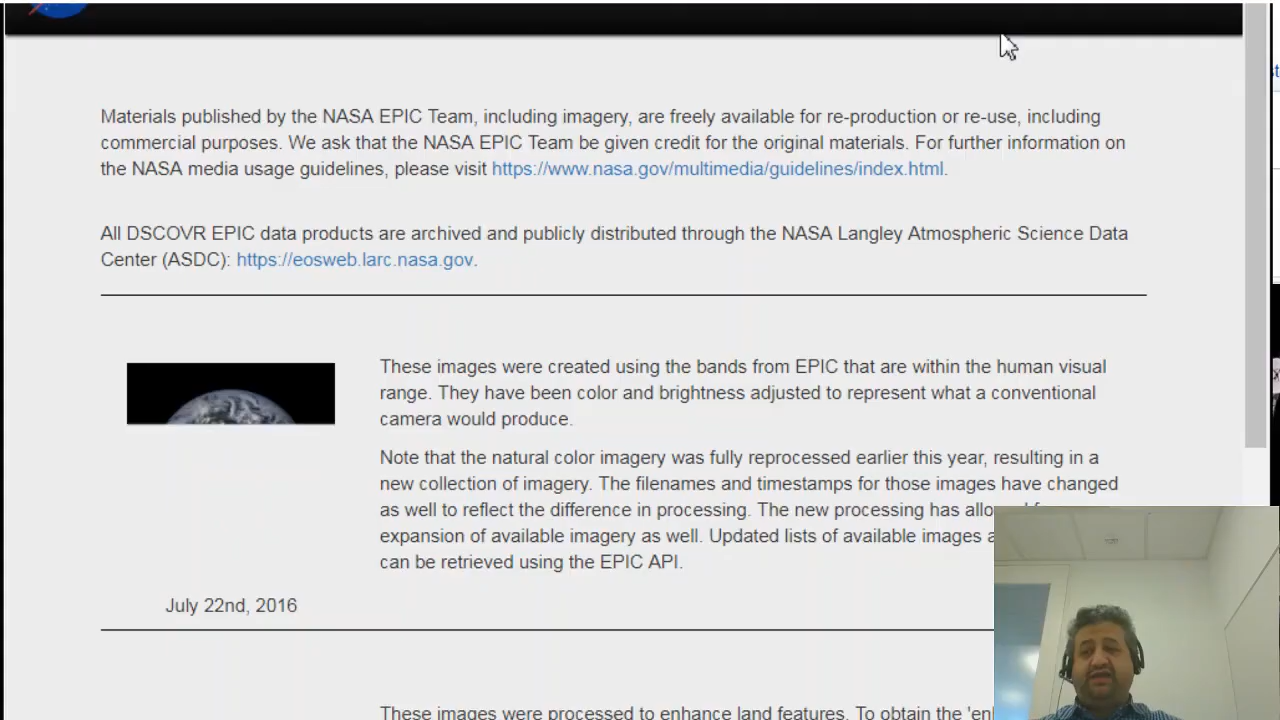 Materials published by the NASA EPIC Team, including imagery, are freely available for re-production or re-use, including
commercial purposes. We ask that the NASA EPIC Team be given credit for the original materials. For further information on
the NASA media usage guidelines, please visit https://www.nasa.gov/multimedia/guidelines/index.html.
All DSCOVR EPIC data products are archived and publicly distributed through the NASA Langley Atmospheric Science Data
Center (ASDC): https://eosweb.larc.nasa.gov.
These images were created using the bands from EPIC that are within the human visual
range. They have been color and brightness adjusted to represent what a conventional
camera would produce.
Note that the natural color imagery was fully reprocessed earlier this year, resulting in a
new collection of imagery. The filenames and timestamps for those images have changed
as well to reflect the difference in processing. The new processing has
expansion of available imagery as well. Updated lists of available images
can be retrieved using the EPIC API.
July 22nd, 2016
These images were processed to enhance land features. To obtain the